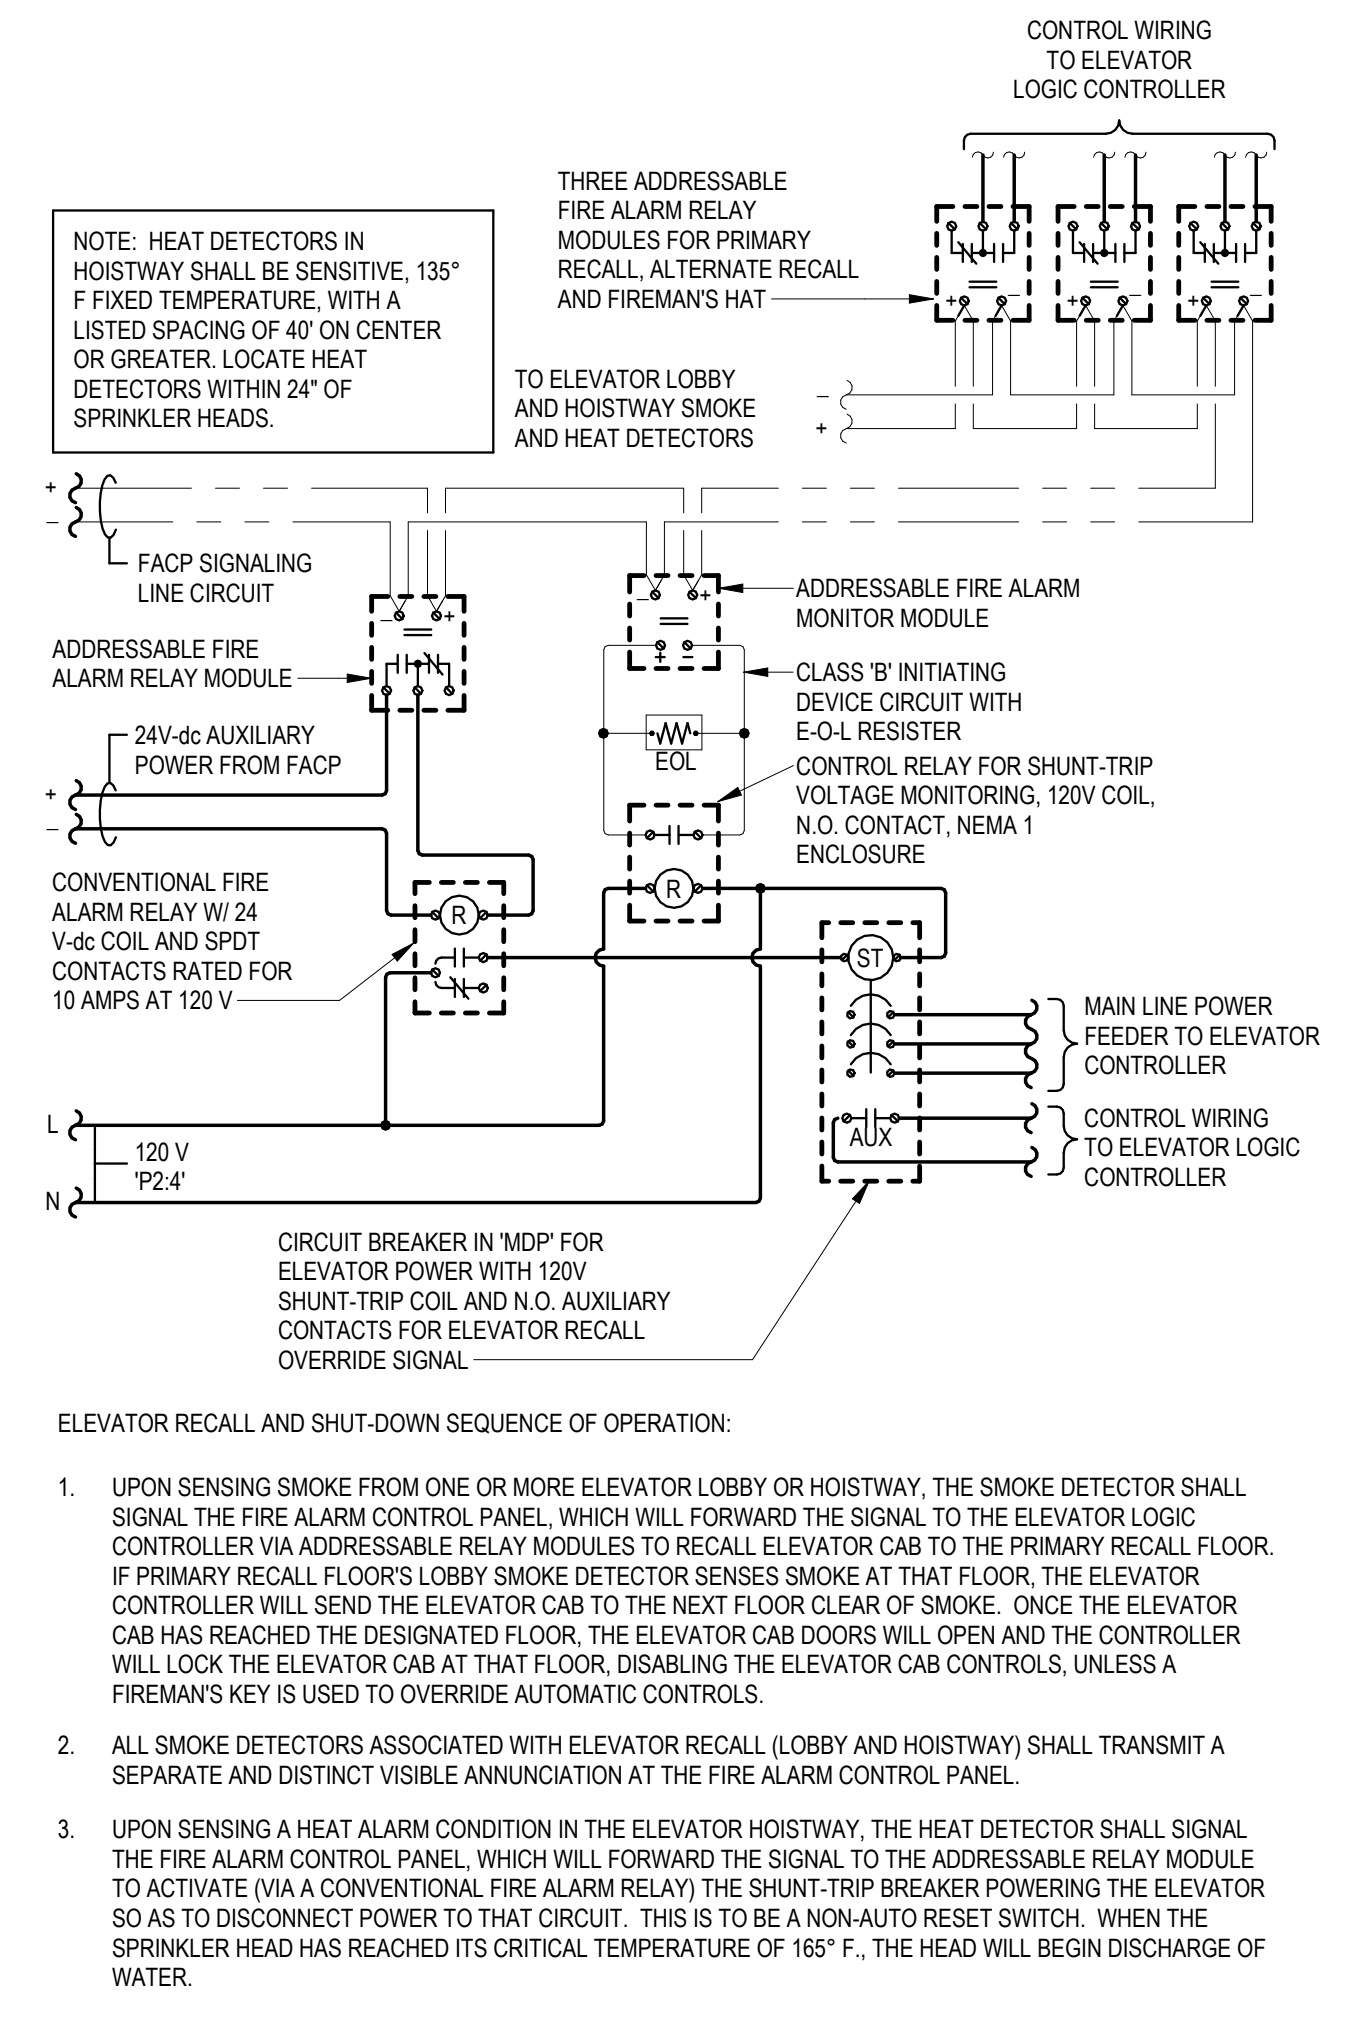 CONTROL WIRING
TO ELEVATOR
LOGIC CONTROLLER
THREE ADDRESSABLE
FIRE ALARM RELAY
MODULES FOR PRIMARY
RECALL, ALTERNATE RECALL
AND FIREMAN'S HAT
NOTE: HEAT DETECTORS IN
HOISTWAY SHALL BE SENSITIVE, 135°
F FIXED TEMPERATURE, WITH A
LISTED SPACING OF 40' ON CENTER
OR GREATER. LOCATE HEAT
DETECTORS WITHIN 24" OF
SPRINKLER HEADS.
+ –
+ –
+ –
TO ELEVATOR LOBBY
AND HOISTWAY SMOKE
AND HEAT DETECTORS
–
+
+
–
FACP SIGNALING
LINE CIRCUIT
– +
– +
+ –
ADDRESSABLE FIRE ALARM
MONITOR MODULE
ADDRESSABLE FIRE
ALARM RELAY MODULE
CLASS 'B' INITIATING
DEVICE CIRCUIT WITH
E-O-L RESISTER
EOL
24V-dc AUXILIARY
POWER FROM FACP
+
–
CONTROL RELAY FOR SHUNT-TRIP
VOLTAGE MONITORING, 120V COIL,
N.O. CONTACT, NEMA 1
ENCLOSURE
CONVENTIONAL FIRE
ALARM RELAY W/ 24
V-dc COIL AND SPDT
CONTACTS RATED FOR
10 AMPS AT 120 V
R
R
ST
MAIN LINE POWER
FEEDER TO ELEVATOR
CONTROLLER
AUX
CONTROL WIRING
TO ELEVATOR LOGIC
CONTROLLER
L
120 V
'P2:4'
N
CIRCUIT BREAKER IN 'MDP' FOR
ELEVATOR POWER WITH 120V
SHUNT-TRIP COIL AND N.O. AUXILIARY
CONTACTS FOR ELEVATOR RECALL
OVERRIDE SIGNAL
ELEVATOR RECALL AND SHUT-DOWN SEQUENCE OF OPERATION:
1. UPON SENSING SMOKE FROM ONE OR MORE ELEVATOR LOBBY OR HOISTWAY, THE SMOKE DETECTOR SHALL
SIGNAL THE FIRE ALARM CONTROL PANEL, WHICH WILL FORWARD THE SIGNAL TO THE ELEVATOR LOGIC
CONTROLLER VIA ADDRESSABLE RELAY MODULES TO RECALL ELEVATOR CAB TO THE PRIMARY RECALL FLOOR.
IF PRIMARY RECALL FLOOR'S LOBBY SMOKE DETECTOR SENSES SMOKE AT THAT FLOOR, THE ELEVATOR
CONTROLLER WILL SEND THE ELEVATOR CAB TO THE NEXT FLOOR CLEAR OF SMOKE. ONCE THE ELEVATOR
CAB HAS REACHED THE DESIGNATED FLOOR, THE ELEVATOR CAB DOORS WILL OPEN AND THE CONTROLLER
WILL LOCK THE ELEVATOR CAB AT THAT FLOOR, DISABLING THE ELEVATOR CAB CONTROLS, UNLESS A
FIREMAN'S KEY IS USED TO OVERRIDE AUTOMATIC CONTROLS.
2. ALL SMOKE DETECTORS ASSOCIATED WITH ELEVATOR RECALL (LOBBY AND HOISTWAY) SHALL TRANSMIT A
SEPARATE AND DISTINCT VISIBLE ANNUNCIATION AT THE FIRE ALARM CONTROL PANEL.
3. UPON SENSING A HEAT ALARM CONDITION IN THE ELEVATOR HOISTWAY, THE HEAT DETECTOR SHALL SIGNAL
THE FIRE ALARM CONTROL PANEL, WHICH WILL FORWARD THE SIGNAL TO THE ADDRESSABLE RELAY MODULE
TO ACTIVATE (VIA A CONVENTIONAL FIRE ALARM RELAY) THE SHUNT-TRIP BREAKER POWERING THE ELEVATOR
SO AS TO DISCONNECT POWER TO THAT CIRCUIT. THIS IS TO BE A NON-AUTO RESET SWITCH. WHEN THE
SPRINKLER HEAD HAS REACHED ITS CRITICAL TEMPERATURE OF 165° F., THE HEAD WILL BEGIN DISCHARGE OF
WATER.